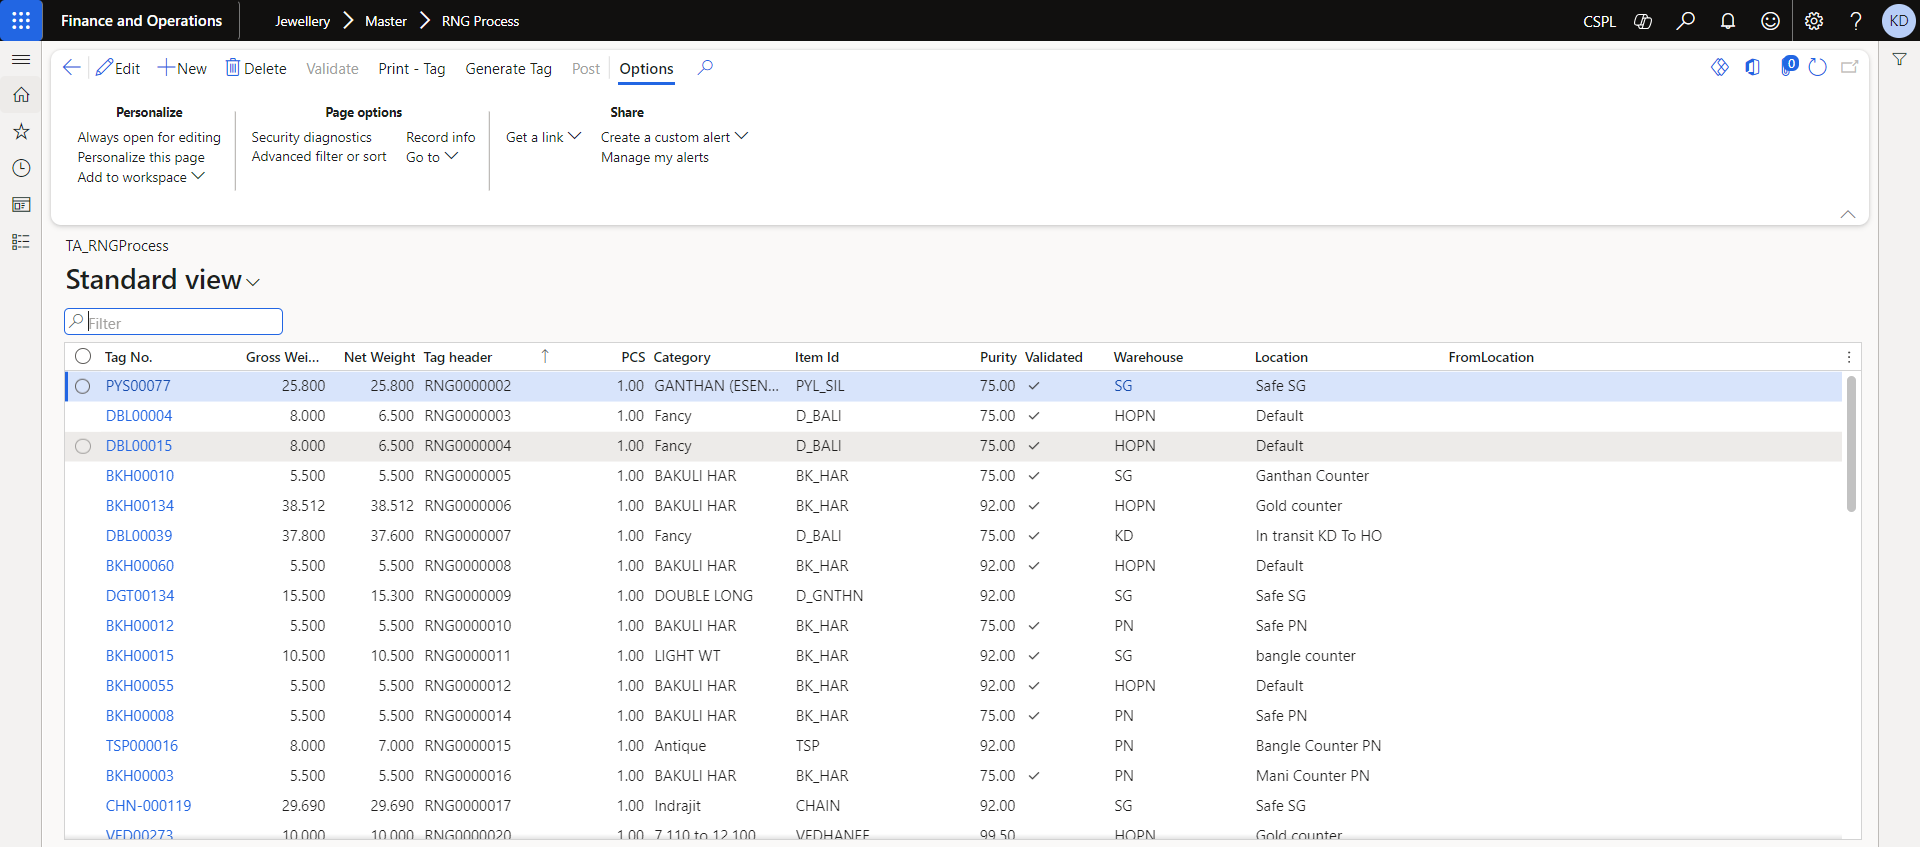 Finance and Operations Jewellery Master RNG Process CSPL KD
Edit New Delete Validate Print - Tag Generate Tag Post Options 0
Personalize Page options Share
Always open for editing Security diagnostics Record info Get a link Create a custom alert
Personalize this page Advanced filter or sort Go to Manage my alerts
Add to workspace
TA_RNGProcess
Standard view
Filter
Tag No. Gross Wei... Net Weight Tag header PCS Category Item Id Purity Validated Warehouse Location FromLocation
PYS00077 25.800 25.800 RNG0000002 1.00 GANTHAN (ESEN... PYL_SIL 75.00 SG Safe SG
DBL00004 8.000 6.500 RNG0000003 1.00 Fancy D_BALI 75.00 HOPN Default
DBL00015 8.000 6.500 RNG0000004 1.00 Fancy D_BALI 75.00 HOPN Default
BKH00010 5.500 5.500 RNG0000005 1.00 BAKULI HAR BK_HAR 75.00 SG Ganthan Counter
BKH00134 38.512 38.512 RNG0000006 1.00 BAKULI HAR BK_HAR 92.00 HOPN Gold counter
DBL00039 37.800 37.600 RNG0000007 1.00 Fancy D_BALI 75.00 KD In transit KD To HO
BKH00060 5.500 5.500 RNG0000008 1.00 BAKULI HAR BK_HAR 92.00 HOPN Default
DGT00134 15.500 15.300 RNG0000009 1.00 DOUBLE LONG D_GNTHN 92.00 SG Safe SG
BKH00012 5.500 5.500 RNG0000010 1.00 BAKULI HAR BK_HAR 75.00 PN Safe PN
BKH00015 10.500 10.500 RNG0000011 1.00 LIGHT WT BK_HAR 92.00 SG bangle counter
BKH00055 5.500 5.500 RNG0000012 1.00 BAKULI HAR BK_HAR 92.00 HOPN Default
BKH00008 5.500 5.500 RNG0000014 1.00 BAKULI HAR BK_HAR 75.00 PN Safe PN
TSP000016 8.000 7.000 RNG0000015 1.00 Antique TSP 92.00 PN Bangle Counter PN
BKH00003 5.500 5.500 RNG0000016 1.00 BAKULI HAR BK_HAR 75.00 PN Mani Counter PN
CHN-000119 29.690 29.690 RNG0000017 1.00 Indrajit CHAIN 92.00 SG Safe SG
VED00273 10.000 10.000 RNG0000020 1.00 7.110 to 12.100 VEDHANEE 99.50 HOPN Gold counter